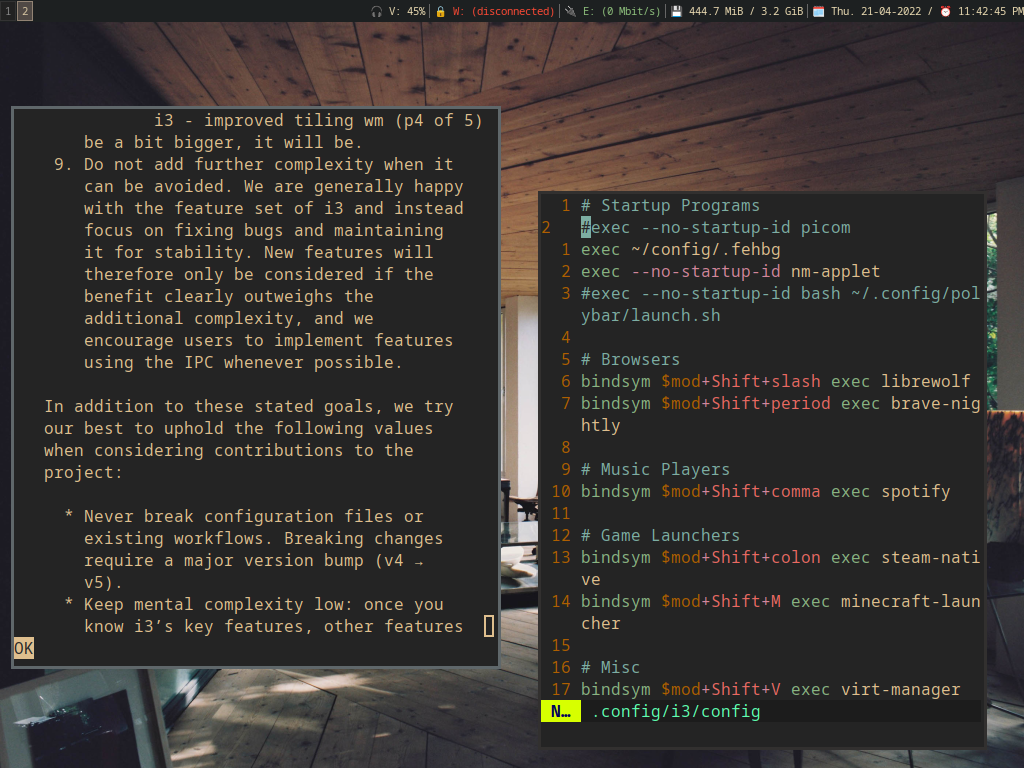 1 2 V: 45% W: (disconnected) E: (0 Mbit/s) 444.7 MiB / 3.2 GiB Thu. 21-04-2022 / 11:42:45 PM
i3 - improved tiling wm (p4 of 5)
be a bit bigger, it will be.
9. Do not add further complexity when it
can be avoided. We are generally happy
with the feature set of i3 and instead
focus on fixing bugs and maintaining
it for stability. New features will
therefore only be considered if the
benefit clearly outweighs the
additional complexity, and we
encourage users to implement features
using the IPC whenever possible.
In addition to these stated goals, we try
our best to uphold the following values
when considering contributions to the
project:
* Never break configuration files or
existing workflows. Breaking changes
require a major version bump (v4 →
v5).
* Keep mental complexity low: once you
know i3’s key features, other features
OK
1 # Startup Programs
2 #exec --no-startup-id picom
1 exec ~/config/.fehbg
2 exec --no-startup-id nm-applet
3 #exec --no-startup-id bash ~/.config/pol
ybar/launch.sh
4
5 # Browsers
6 bindsym $mod+Shift+slash exec librewolf
7 bindsym $mod+Shift+period exec brave-nig
htly
8
9 # Music Players
10 bindsym $mod+Shift+comma exec spotify
11
12 # Game Launchers
13 bindsym $mod+Shift+colon exec steam-nati
ve
14 bindsym $mod+Shift+M exec minecraft-laun
cher
15
16 # Misc
17 bindsym $mod+Shift+V exec virt-manager
N… .config/i3/config